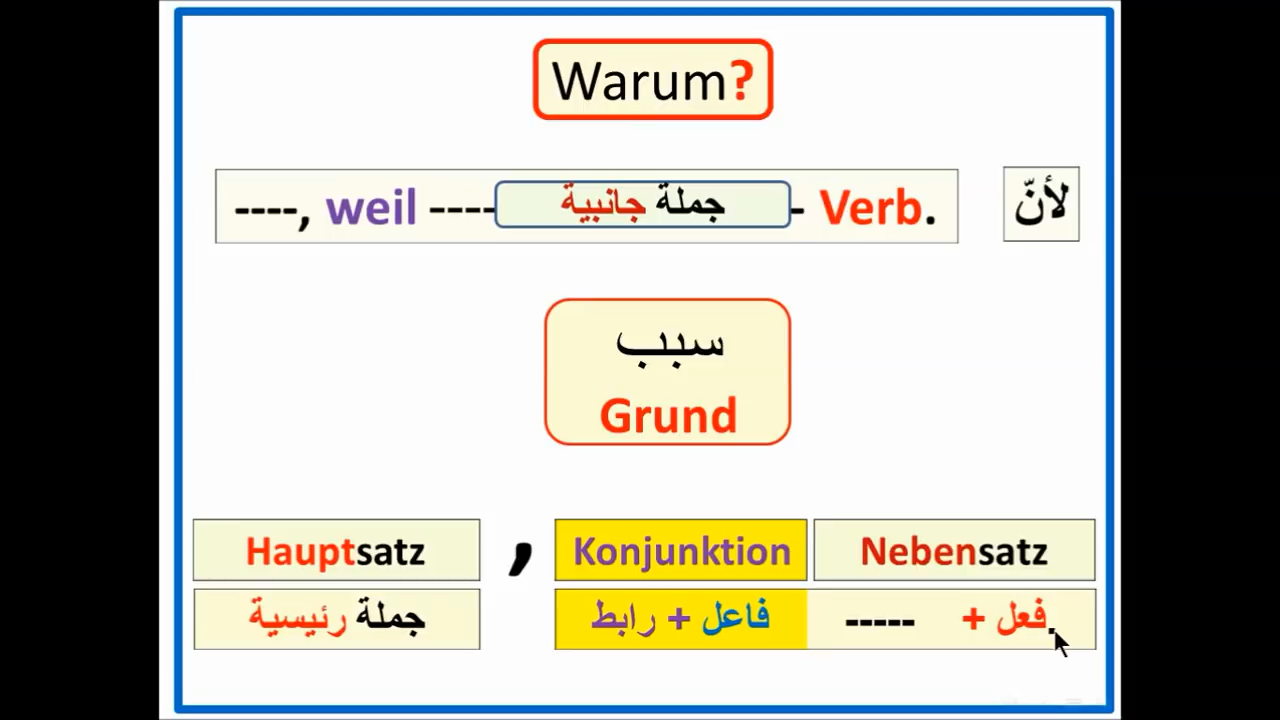 Warum?
----, weil ---- جملة جانبية - Verb.
لأنّ
سبب
Grund
Hauptsatz , Konjunktion Nebensatz
جملة رئيسية فاعل + رابط ----- + فعل.